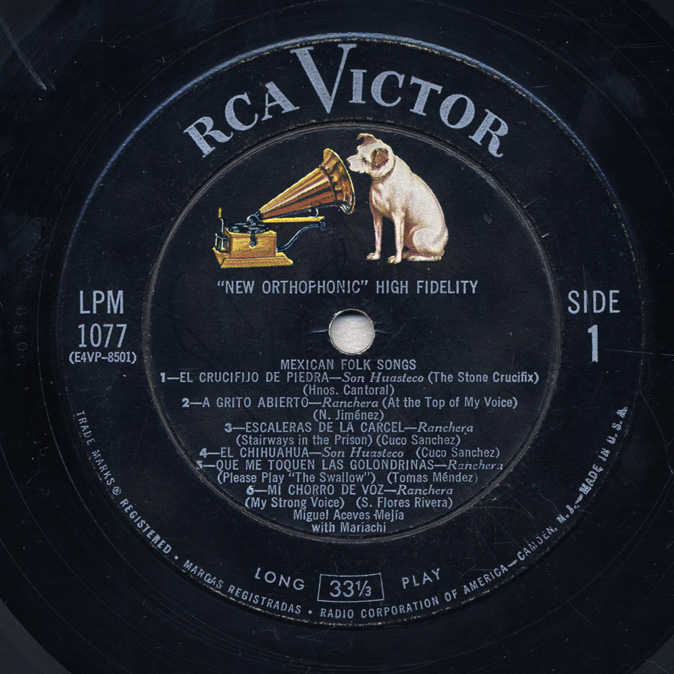 RCA VICTOR
"NEW ORTHOPHONIC" HIGH FIDELITY
LPM
1077
(E4VP-8501)
SIDE
1
MEXICAN FOLK SONGS
1—EL CRUCIFIJO DE PIEDRA—Son Huasteco (The Stone Crucifix)
(Hnos. Cantoral)
2—A GRITO ABIERTO—Ranchera (At the Top of My Voice)
(N. Jiménez)
3—ESCALERAS DE LA CARCEL—Ranchera
(Stairways in the Prison) (Cuco Sanchez)
4—EL CHIHUAHUA—Son Huasteco (Cuco Sanchez)
5—QUE ME TOQUEN LAS GOLONDRINAS—Ranchera
(Please Play "The Swallow") (Tomas Méndez)
6—MI CHORRO DE VOZ—Ranchera
(My Strong Voice) (S. Flores Rivera)
Miguel Aceves Mejía
with Mariachi
LONG 33⅓ PLAY
TRADE MARKS ® REGISTERED • MARCAS REGISTRADAS • RADIO CORPORATION OF AMERICA—CAMDEN, N. J.—MADE IN U.S.A.